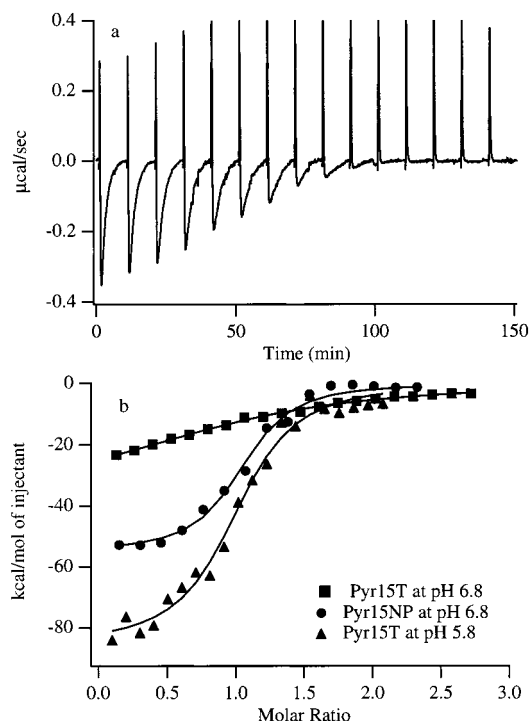 a
0.4
0.2
0.0
-0.2
-0.4
μcal/sec
0
50
100
150
Time (min)
b
0
-20
-40
-60
-80
kcal/mol of injectant
Pyr15T at pH 6.8
Pyr15NP at pH 6.8
Pyr15T at pH 5.8
0.0
0.5
1.0
1.5
2.0
2.5
3.0
Molar Ratio